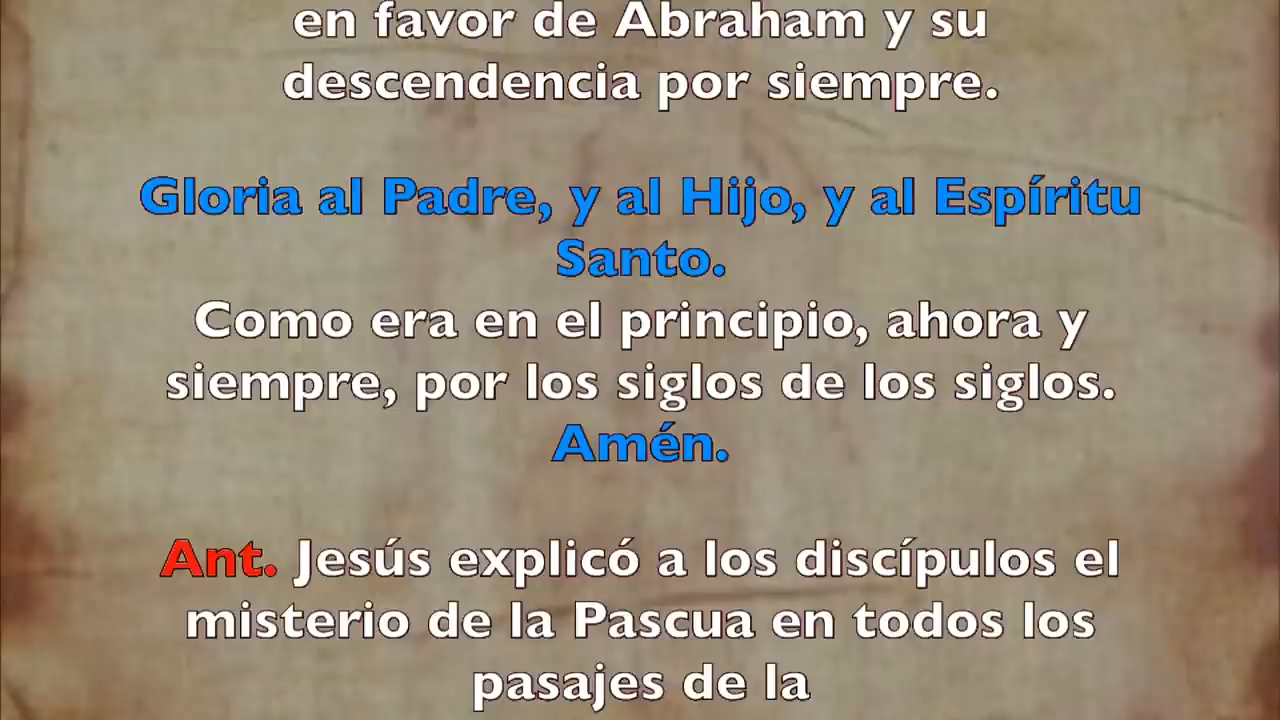 en favor de Abraham y su
descendencia por siempre.
Gloria al Padre, y al Hijo, y al Espíritu
Santo.
Como era en el principio, ahora y
siempre, por los siglos de los siglos.
Amén.
Ant. Jesús explicó a los discípulos el
misterio de la Pascua en todos los
pasajes de la